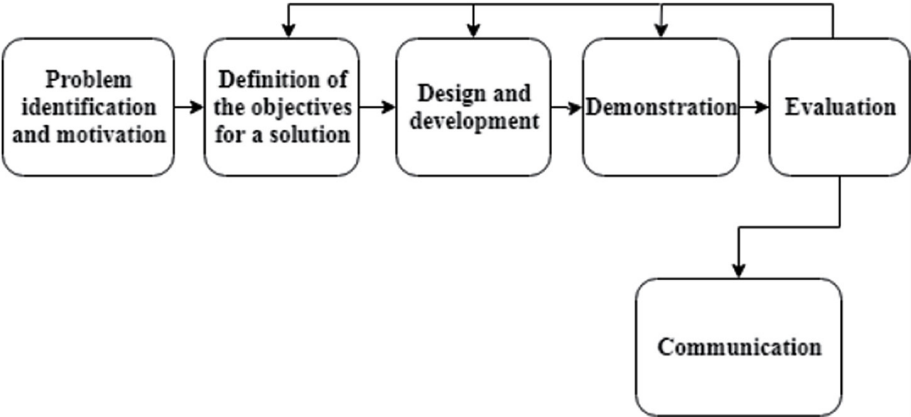 Problem
identification
and motivation
Definition of
the objectives
for a solution
Design and
development
Demonstration
Evaluation
Communication